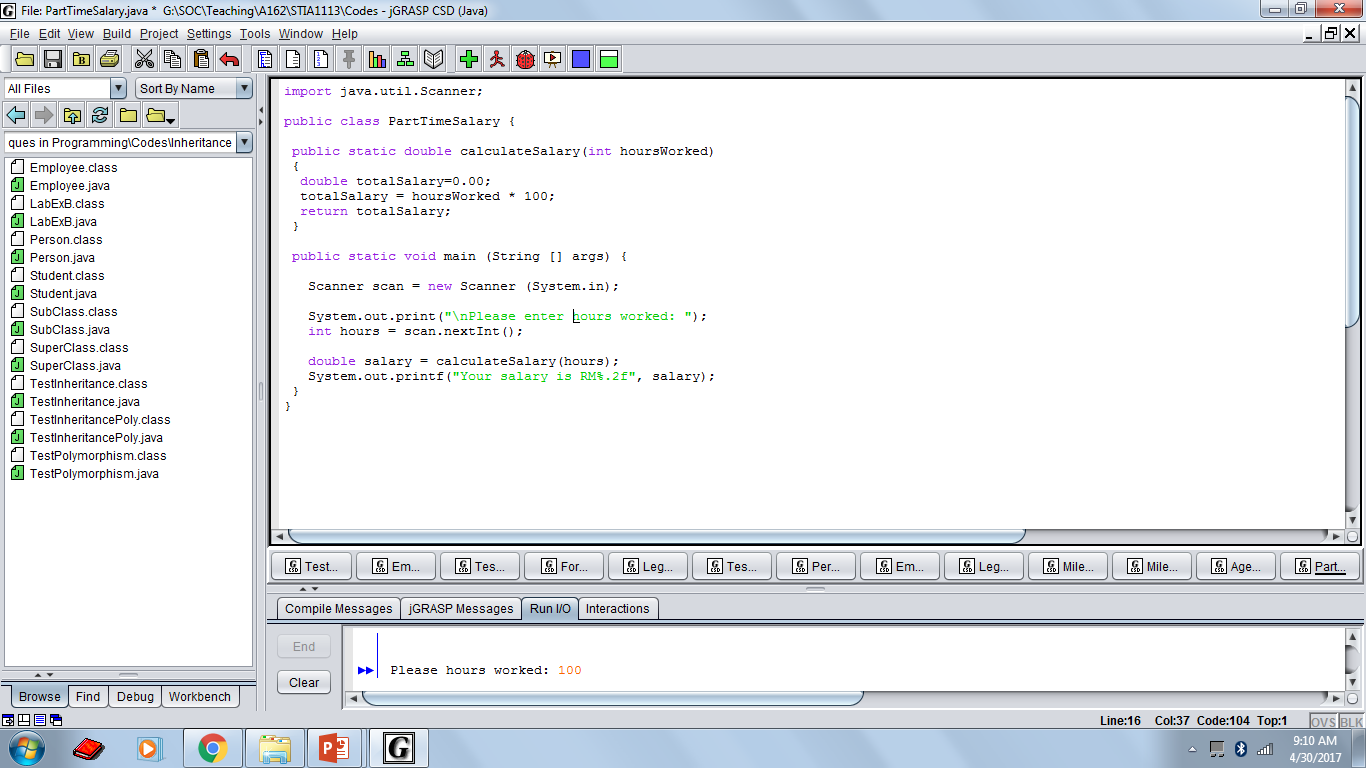 File: PartTimeSalary.java *  G:\SOC\Teaching\A162\STIA1113\Codes - jGRASP CSD (Java)
File Edit View Build Project Settings Tools Window Help
All Files
Sort By Name
ques in Programming\Codes\Inheritance
Employee.class
Employee.java
LabExB.class
LabExB.java
Person.class
Person.java
Student.class
Student.java
SubClass.class
SubClass.java
SuperClass.class
SuperClass.java
TestInheritance.class
TestInheritance.java
TestInheritancePoly.class
TestInheritancePoly.java
TestPolymorphism.class
TestPolymorphism.java
Browse Find Debug Workbench
import java.util.Scanner;
public class PartTimeSalary {
public static double calculateSalary(int hoursWorked)
{
double totalSalary=0.00;
totalSalary = hoursWorked * 100;
return totalSalary;
}
public static void main (String [] args) {
Scanner scan = new Scanner (System.in);
System.out.print("\nPlease enter hours worked: ");
int hours = scan.nextInt();
double salary = calculateSalary(hours);
System.out.printf("Your salary is RM%.2f", salary);
}
}
Test... Em... Tes... For... Leg... Tes... Per... Em... Leg... Mile... Mile... Age... Part...
Compile Messages jGRASP Messages Run I/O Interactions
End
Clear
Please hours worked: 100
Line:16 Col:37 Code:104 Top:1 OVS BLK
9:10 AM
4/30/2017